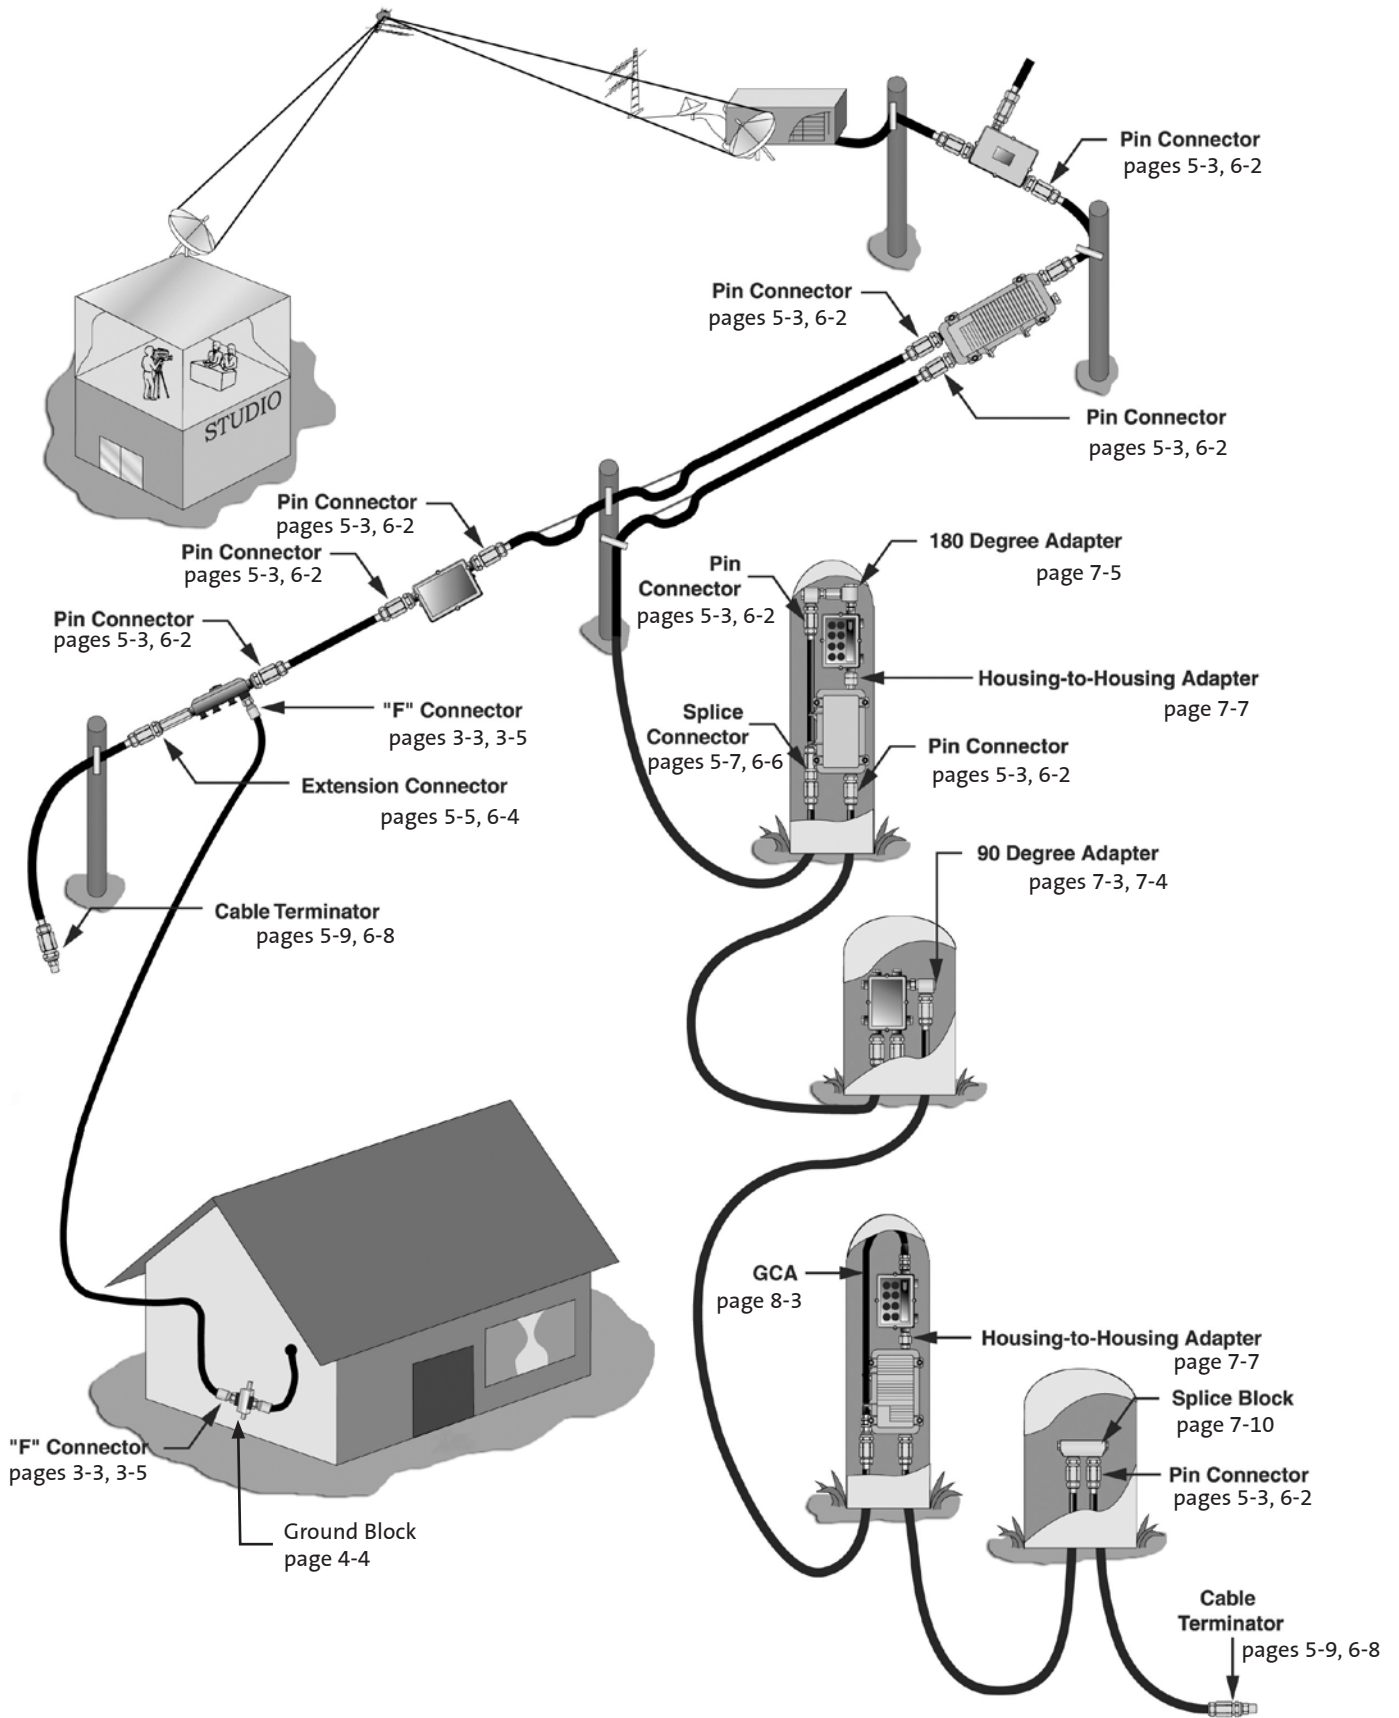 Pin Connector
pages 5-3, 6-2
Pin Connector
pages 5-3, 6-2
STUDIO
Pin Connector
pages 5-3, 6-2
Pin Connector
pages 5-3, 6-2
Pin Connector
pages 5-3, 6-2
Pin Connector
pages 5-3, 6-2
180 Degree Adapter
page 7-5
Pin
Connector
pages 5-3, 6-2
Housing-to-Housing Adapter
page 7-7
"F" Connector
pages 3-3, 3-5
Splice
Connector
pages 5-7, 6-6
Pin Connector
pages 5-3, 6-2
Extension Connector
pages 5-5, 6-4
90 Degree Adapter
pages 7-3, 7-4
Cable Terminator
pages 5-9, 6-8
GCA
page 8-3
Housing-to-Housing Adapter
page 7-7
Splice Block
page 7-10
"F" Connector
pages 3-3, 3-5
Pin Connector
pages 5-3, 6-2
Ground Block
page 4-4
Cable
Terminator
pages 5-9, 6-8